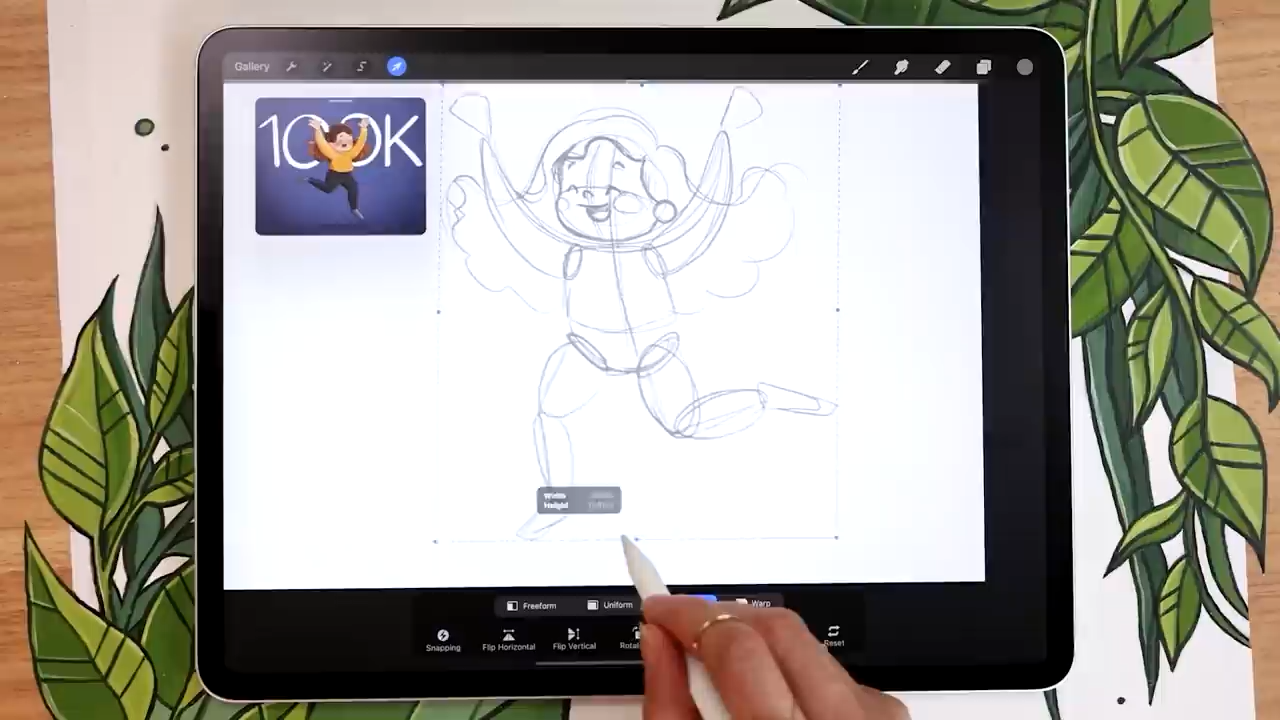 Gallery
100K
Width
Height
Freeform
Uniform
Warp
Snapping
Flip Horizontal
Flip Vertical
Reset